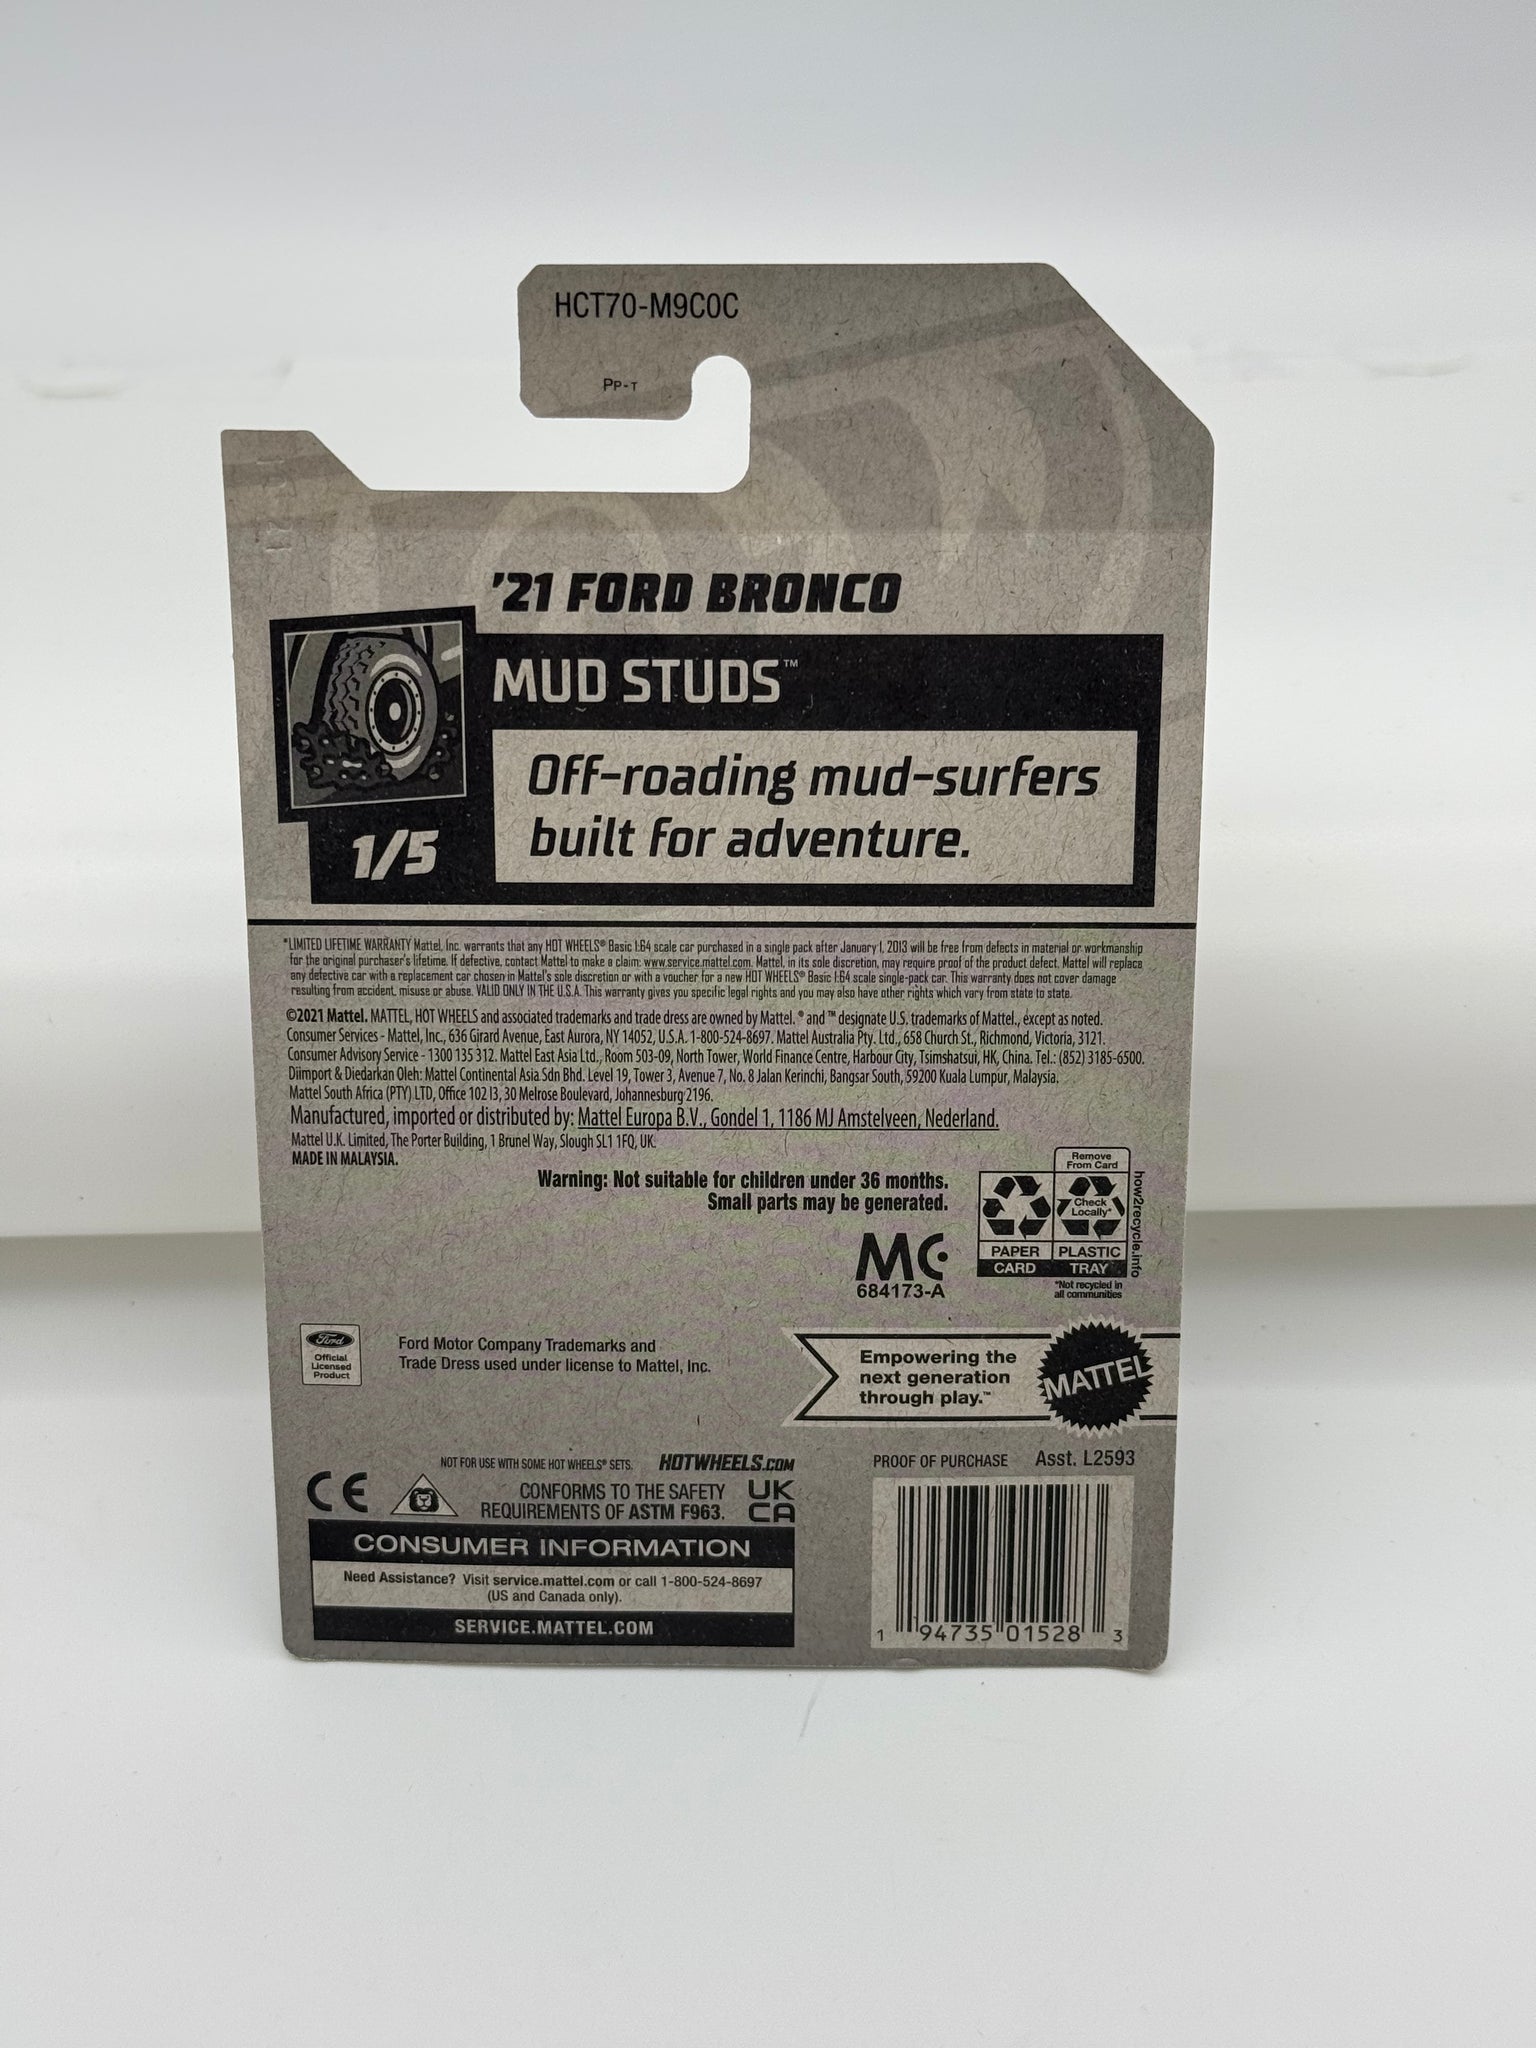 HCT70-M9C0C
PP-T
'21 FORD BRONCO
MUD STUDS™
Off-roading mud-surfers
built for adventure.
1/5
*LIMITED LIFETIME WARRANTY Mattel, Inc. warrants that any HOT WHEELS® Basic 1:64 scale car purchased in a single pack after January 1, 2013 will be free from defects in material or workmanship
for the original purchaser's lifetime. If defective, contact Mattel to make a claim: www.service.mattel.com. Mattel, in its sole discretion, may require proof of the product defect. Mattel will replace
any defective car with a replacement car chosen in Mattel's sole discretion or with a voucher for a new HOT WHEELS® Basic 1:64 scale single-pack car. This warranty does not cover damage
resulting from accident, misuse or abuse. VALID ONLY IN THE U.S.A. This warranty gives you specific legal rights and you may also have other rights which vary from state to state.
©2021 Mattel. MATTEL, HOT WHEELS and associated trademarks and trade dress are owned by Mattel. ® and ™ designate U.S. trademarks of Mattel., except as noted.
Consumer Services - Mattel, Inc., 636 Girard Avenue, East Aurora, NY 14052, U.S.A. 1-800-524-8697. Mattel Australia Pty. Ltd., 658 Church St., Richmond, Victoria, 3121.
Consumer Advisory Service - 1300 135 312. Mattel East Asia Ltd., Room 503-09, North Tower, World Finance Centre, Harbour City, Tsimshatsui, HK, China. Tel.: (852) 3185-6500.
Diimport & Diedarkan Oleh: Mattel Continental Asia Sdn Bhd. Level 19, Tower 3, Avenue 7, No. 8 Jalan Kerinchi, Bangsar South, 59200 Kuala Lumpur, Malaysia.
Mattel South Africa (PTY) LTD, Office 102 I3, 30 Melrose Boulevard, Johannesburg 2196.
Manufactured, imported or distributed by: Mattel Europa B.V., Gondel 1, 1186 MJ Amstelveen, Nederland.
Mattel U.K. Limited, The Porter Building, 1 Brunel Way, Slough SL1 1FQ, UK.
MADE IN MALAYSIA.
Warning: Not suitable for children under 36 months.
Small parts may be generated.
MC
684173-A
Remove
From Card
Check
Locally*
PAPER
CARD
PLASTIC
TRAY
*Not recycled in
all communities
how2recycle.info
Ford
Official
Licensed
Product
Ford Motor Company Trademarks and
Trade Dress used under license to Mattel, Inc.
Empowering the
next generation
through play.™
MATTEL
NOT FOR USE WITH SOME HOT WHEELS® SETS. HOTWHEELS.COM
CE
CONFORMS TO THE SAFETY
REQUIREMENTS OF ASTM F963.
UK
CA
CONSUMER INFORMATION
Need Assistance? Visit service.mattel.com or call 1-800-524-8697
(US and Canada only).
SERVICE.MATTEL.COM
PROOF OF PURCHASE Asst. L2593
1 94735 01528 3